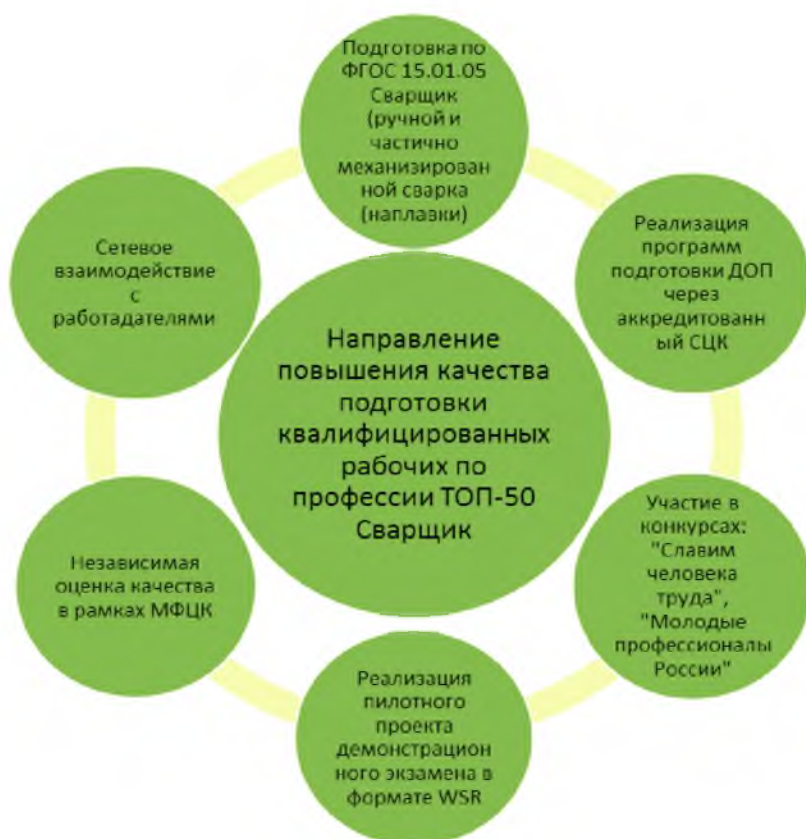 Подготовка по
ФГОС 15.01.05
Сварщик
(ручной и
частично
механизирован
ной сварка
(наплавки)
Реализация
программ
подготовки ДОП
через
аккредитованн
ый СЦК
Участие в
конкурсах:
"Славим
человека
труда",
"Молодые
профессионалы
России"
Реализация
пилотного
проекта
демонстрацион
ного экзамена в
формате WSR
Независимая
оценка качества
в рамках МФЦК
Сетевое
взаимодействие
с
работадателями
Направление
повышения качества
подготовки
квалифицированных
рабочих по
профессии ТОП-50
Сварщик